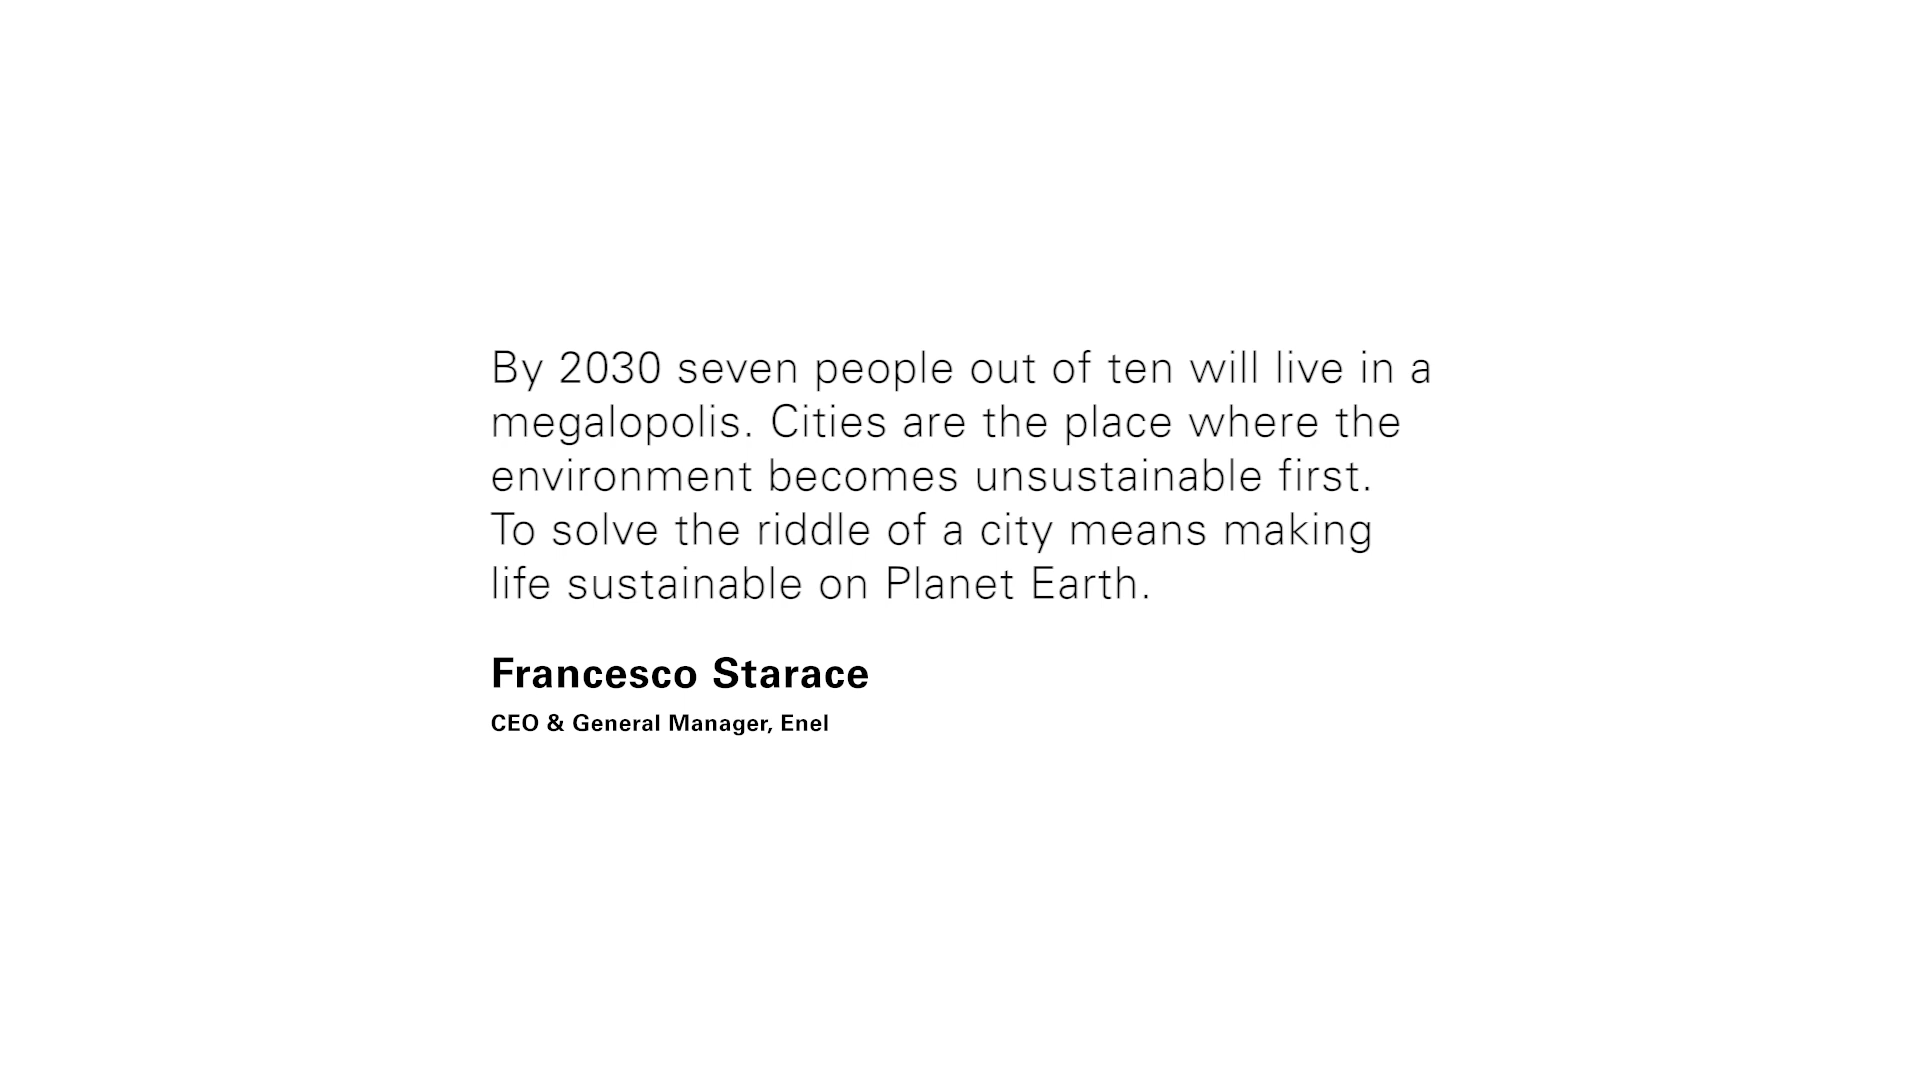 By 2030 seven people out of ten will live in a
megalopolis. Cities are the place where the
environment becomes unsustainable first.
To solve the riddle of a city means making
life sustainable on Planet Earth.
Francesco Starace
CEO & General Manager, Enel